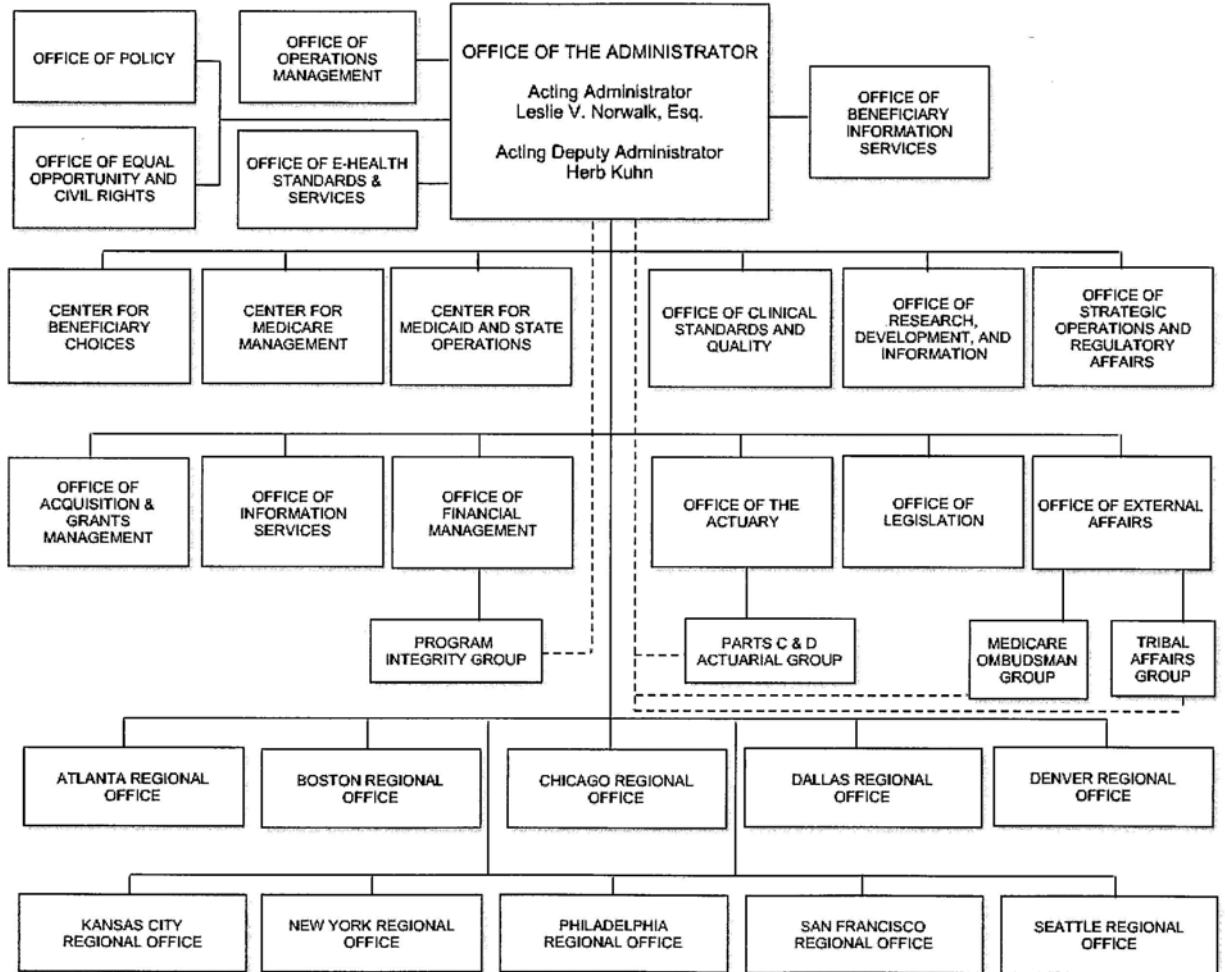 OFFICE OF POLICY
OFFICE OF
OPERATIONS
MANAGEMENT
OFFICE OF THE ADMINISTRATOR
Acting Administrator
Leslie V. Norwalk, Esq.
Acting Deputy Administrator
Herb Kuhn
OFFICE OF
BENEFICIARY
INFORMATION
SERVICES
OFFICE OF EQUAL
OPPORTUNITY AND
CIVIL RIGHTS
OFFICE OF E-HEALTH
STANDARDS &
SERVICES
CENTER FOR
BENEFICIARY
CHOICES
CENTER FOR
MEDICARE
MANAGEMENT
CENTER FOR
MEDICAID AND STATE
OPERATIONS
OFFICE OF CLINICAL
STANDARDS AND
QUALITY
OFFICE OF
RESEARCH,
DEVELOPMENT, AND
INFORMATION
OFFICE OF
STRATEGIC
OPERATIONS AND
REGULATORY
AFFAIRS
OFFICE OF
ACQUISITION &
GRANTS
MANAGEMENT
OFFICE OF
INFORMATION
SERVICES
OFFICE OF
FINANCIAL
MANAGEMENT
OFFICE OF THE
ACTUARY
OFFICE OF
LEGISLATION
OFFICE OF EXTERNAL
AFFAIRS
PROGRAM
INTEGRITY GROUP
PARTS C & D
ACTUARIAL GROUP
MEDICARE
OMBUDSMAN
GROUP
TRIBAL
AFFAIRS
GROUP
ATLANTA REGIONAL
OFFICE
BOSTON REGIONAL
OFFICE
CHICAGO REGIONAL
OFFICE
DALLAS REGIONAL
OFFICE
DENVER REGIONAL
OFFICE
KANSAS CITY
REGIONAL OFFICE
NEW YORK REGIONAL
OFFICE
PHILADELPHIA
REGIONAL OFFICE
SAN FRANCISCO
REGIONAL OFFICE
SEATTLE REGIONAL
OFFICE